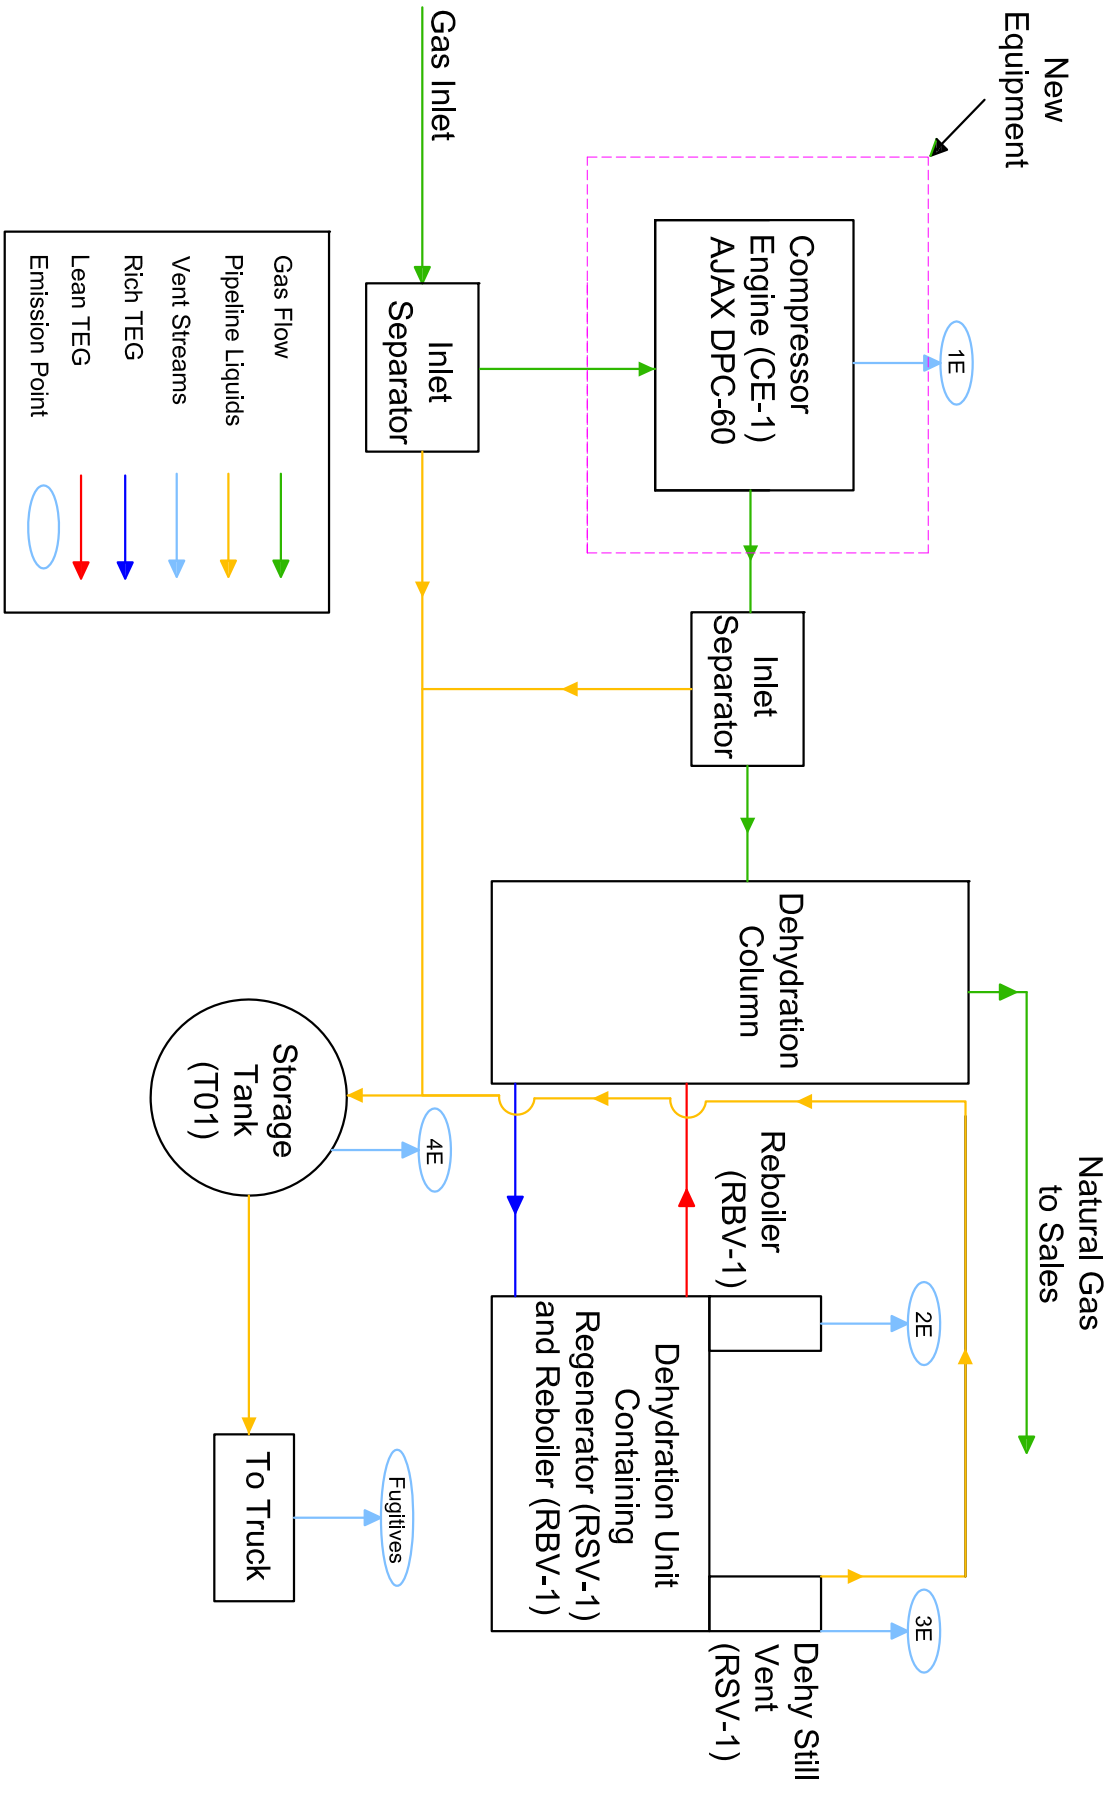 New
Equipment
Natural Gas
to Sales
1E
2E
3E
Compressor
Engine (CE-1)
AJAX DPC-60
Dehydration
Column
Reboiler
(RBV-1)
Dehy Still
Vent
(RSV-1)
Inlet
Separator
Dehydration Unit
Containing
Regenerator (RSV-1)
and Reboiler (RBV-1)
Gas Inlet
Inlet
Separator
4E
Fugitives
Storage
Tank
(T01)
To Truck
Gas Flow
Pipeline Liquids
Vent Streams
Rich TEG
Lean TEG
Emission Point